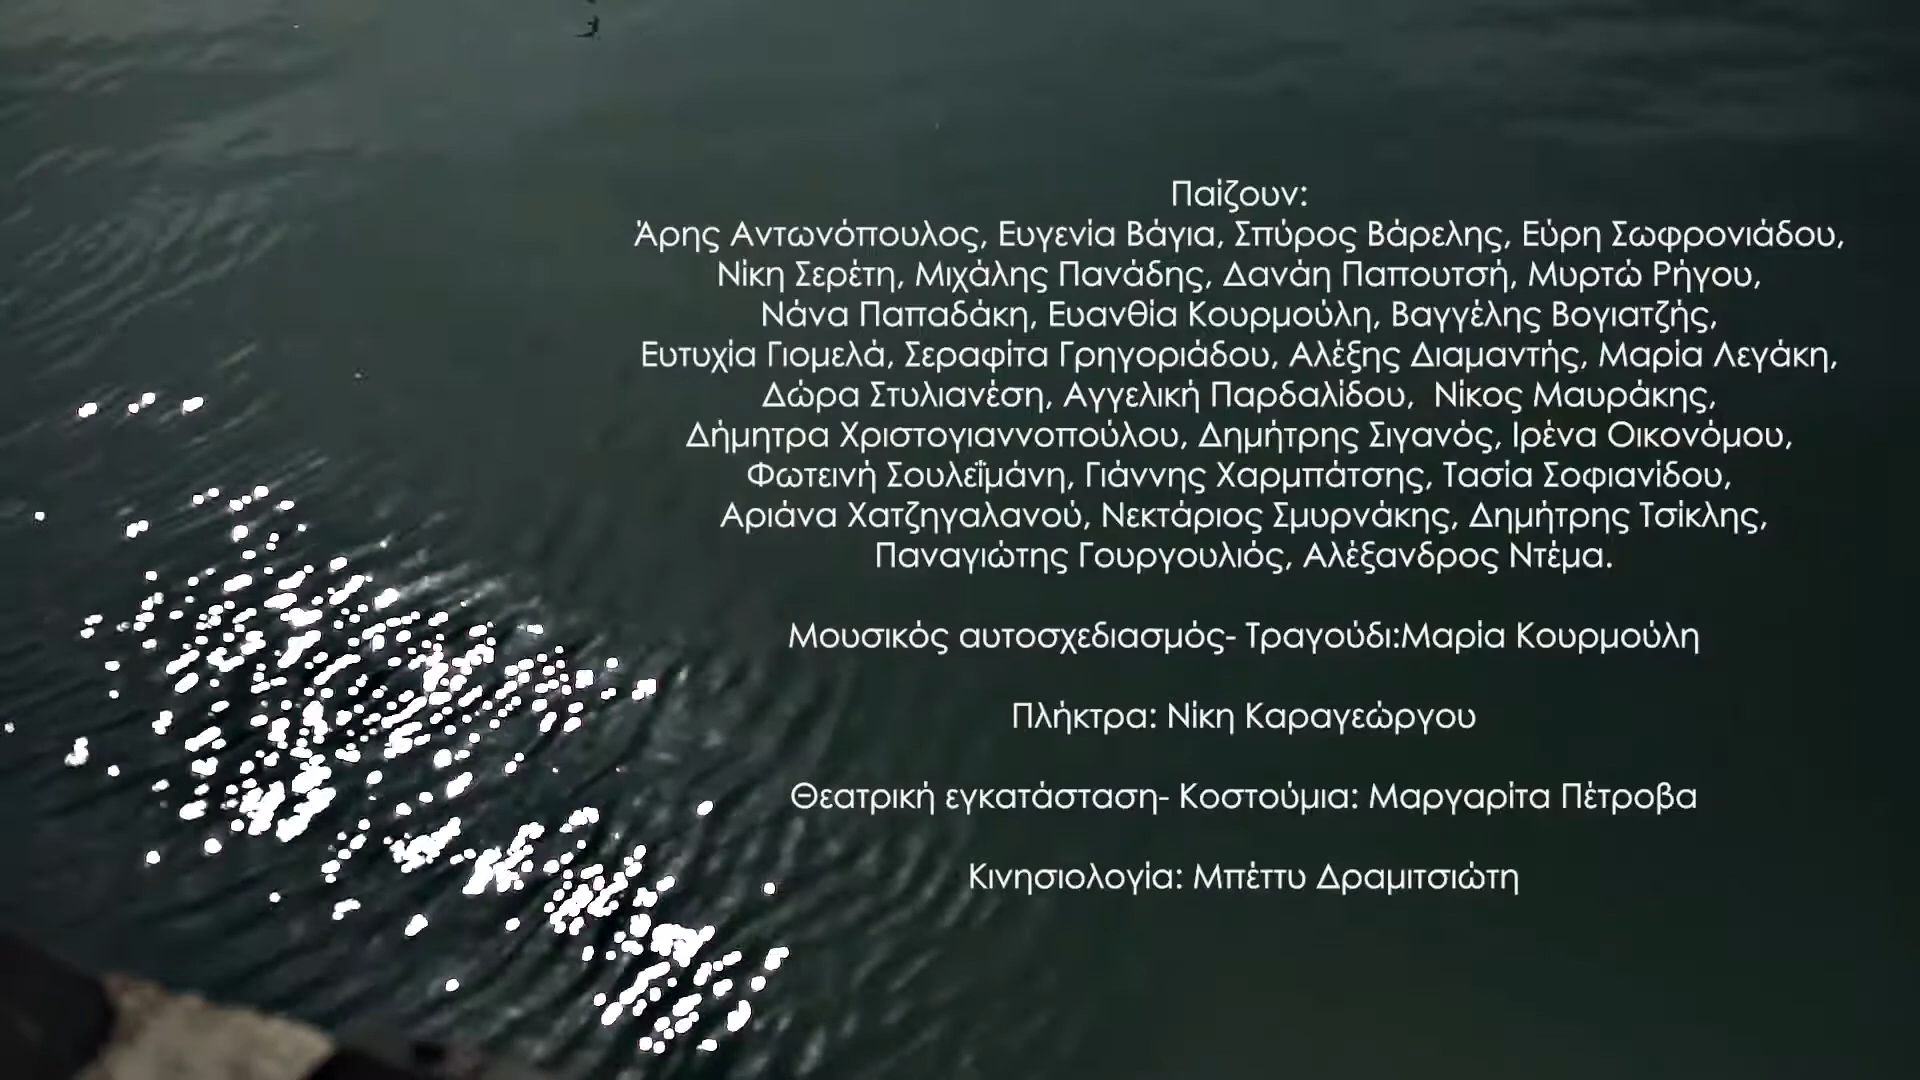 Παίζουν:
Άρης Αντωνόπουλος, Ευγενία Βάγια, Σπύρος Βάρελης, Εύρη Σωφρονιάδου,
Νίκη Σερέτη, Μιχάλης Πανάδης, Δανάη Παπουτσή, Μυρτώ Ρήγου,
Νάνα Παπαδάκη, Ευανθία Κουρμούλη, Βαγγέλης Βογιατζής,
Ευτυχία Γιομελά, Σεραφίτα Γρηγοριάδου, Αλέξης Διαμαντής, Μαρία Λεγάκη,
Δώρα Στυλιανέση, Αγγελική Παρδαλίδου,  Νίκος Μαυράκης,
Δήμητρα Χριστογιαννοπούλου, Δημήτρης Σιγανός, Ιρένα Οικονόμου,
Φωτεινή Σουλεΐμάνη, Γιάννης Χαρμπάτσης, Τασία Σοφιανίδου,
Αριάνα Χατζηγαλανού, Νεκτάριος Σμυρνάκης, Δημήτρης Τσίκλης,
Παναγιώτης Γουργουλιός, Αλέξανδρος Ντέμα.
Μουσικός αυτοσχεδιασμός- Τραγούδι:Μαρία Κουρμούλη
Πλήκτρα: Νίκη Καραγεώργου
Θεατρική εγκατάσταση- Κοστούμια: Μαργαρίτα Πέτροβα
Κινησιολογία: Μπέττυ Δραμιτσιώτη